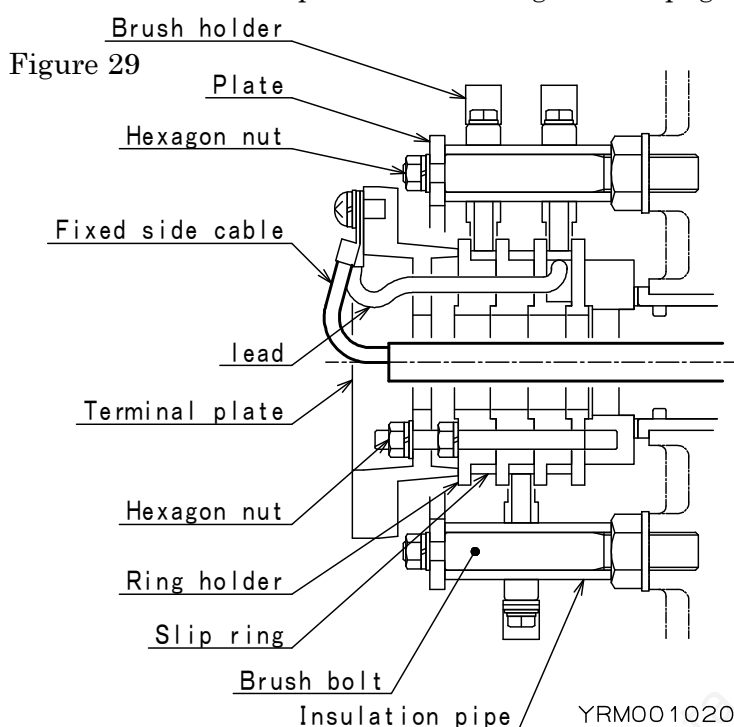 Brush holder
Figure 29
Plate
Hexagon nut
Fixed side cable
lead
Terminal plate
Hexagon nut
Ring holder
Slip ring
Brush bolt
Insulation pipe
YRM001020